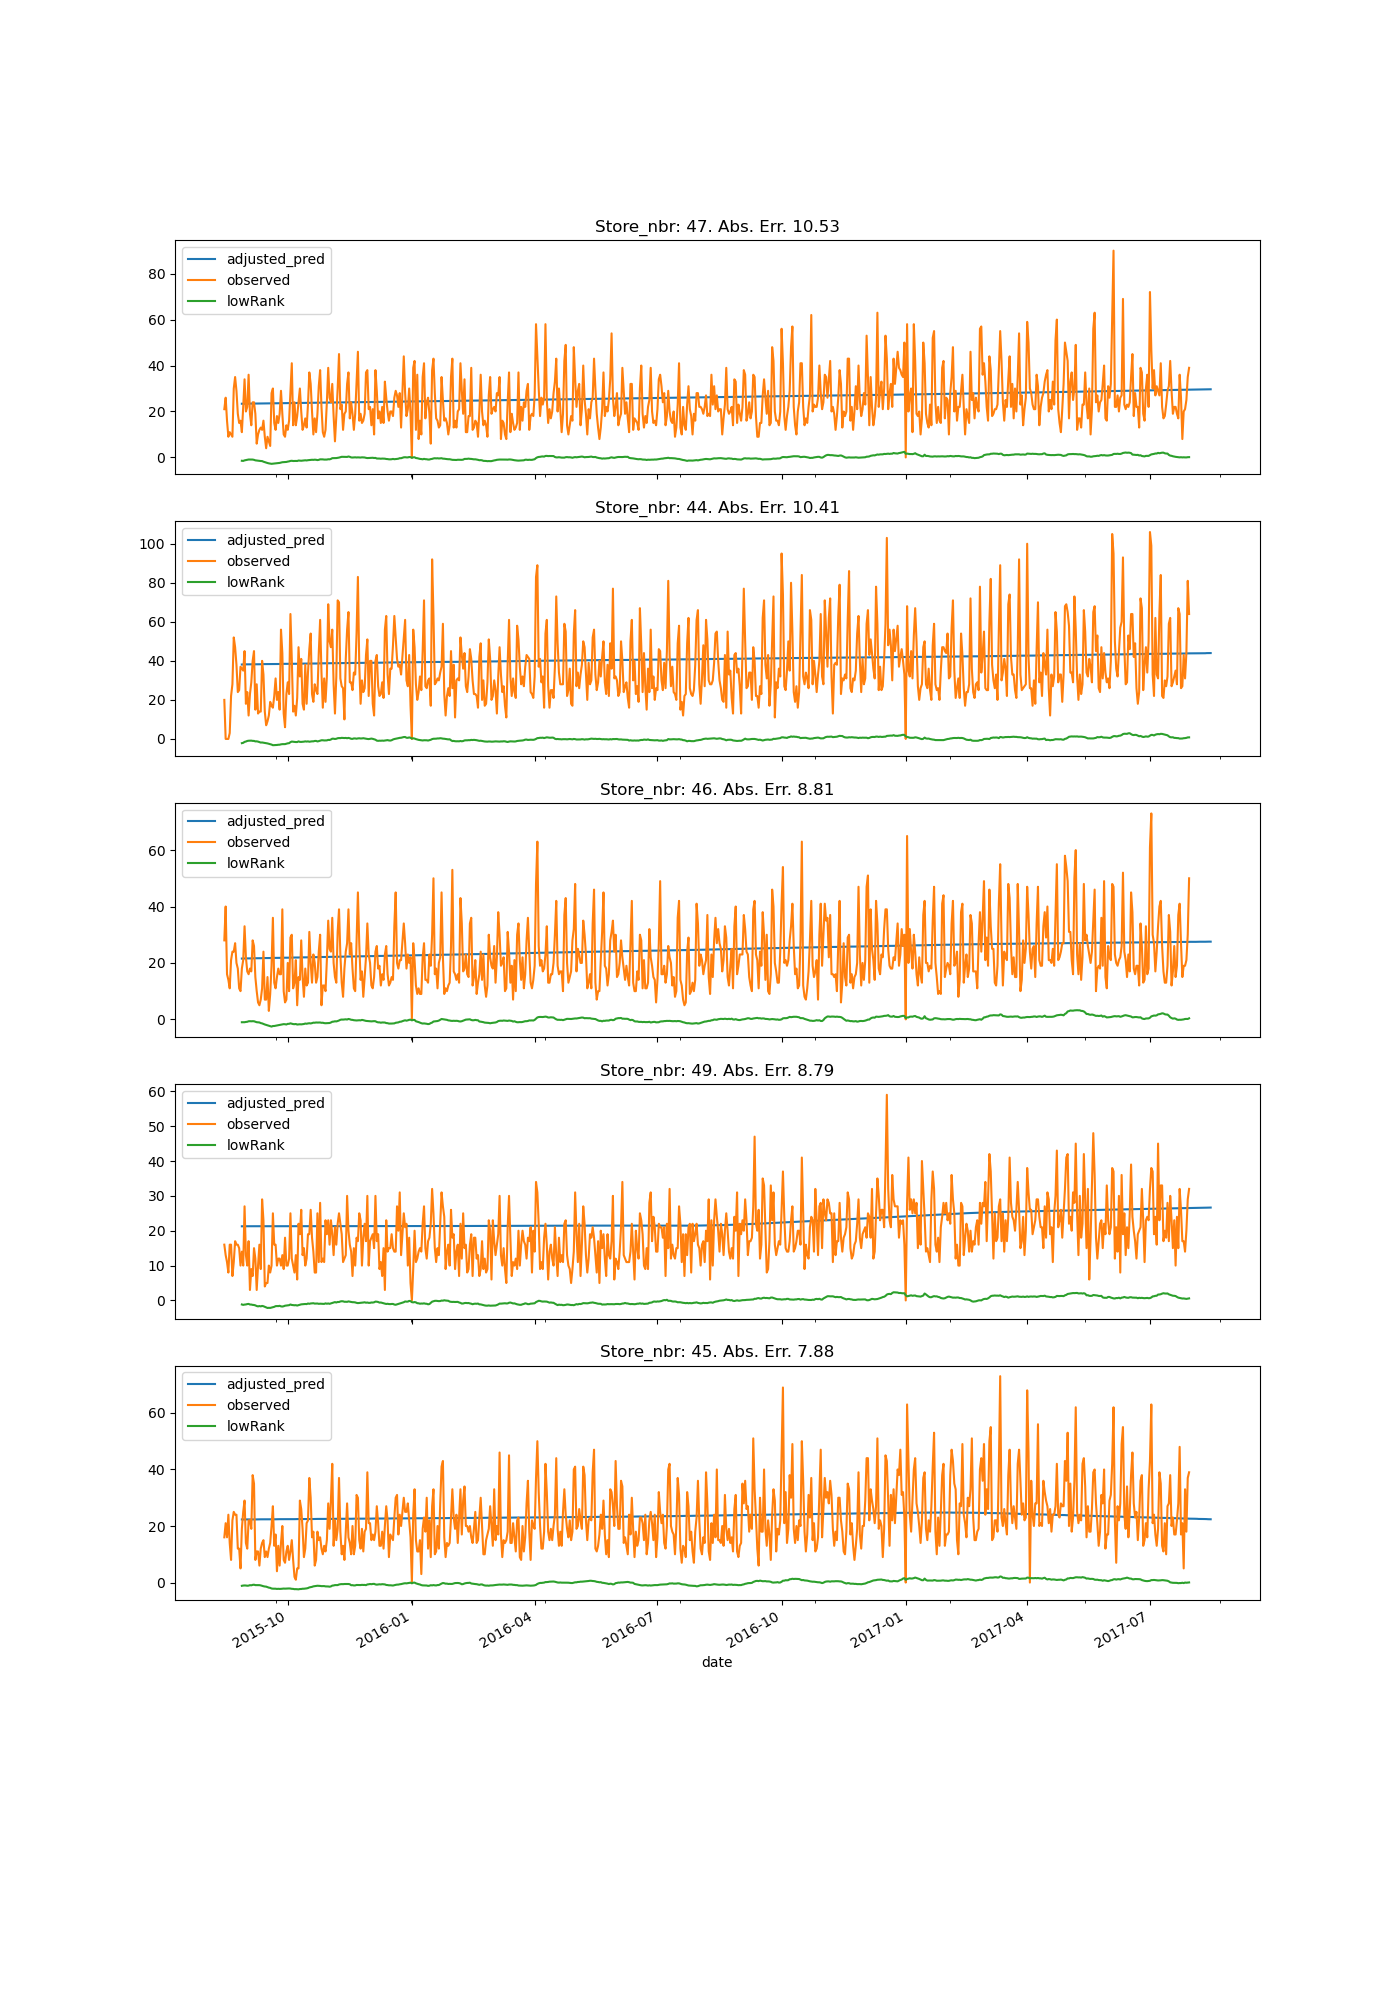 Store_nbr: 47. Abs. Err. 10.53
adjusted_pred
observed
lowRank
80
60
40
20
0
Store_nbr: 44. Abs. Err. 10.41
adjusted_pred
observed
lowRank
100
80
60
40
20
0
Store_nbr: 46. Abs. Err. 8.81
adjusted_pred
observed
lowRank
60
40
20
0
Store_nbr: 49. Abs. Err. 8.79
adjusted_pred
observed
lowRank
60
50
40
30
20
10
0
Store_nbr: 45. Abs. Err. 7.88
adjusted_pred
observed
lowRank
60
40
20
0
2015-10 2016-01 2016-04 2016-07 2016-10 2017-01 2017-04 2017-07
date